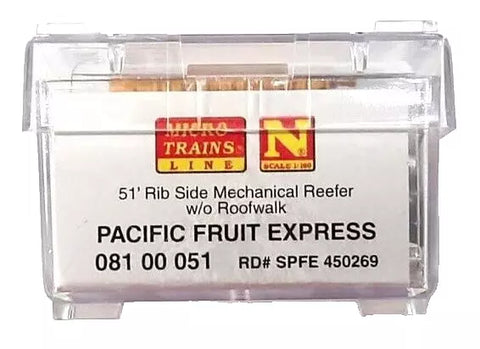 MICRO-
TRAINS
LINE
N
SCALE 1:160
51' Rib Side Mechanical Reefer
w/o Roofwalk
PACIFIC FRUIT EXPRESS
081 00 051 RD# SPFE 450269